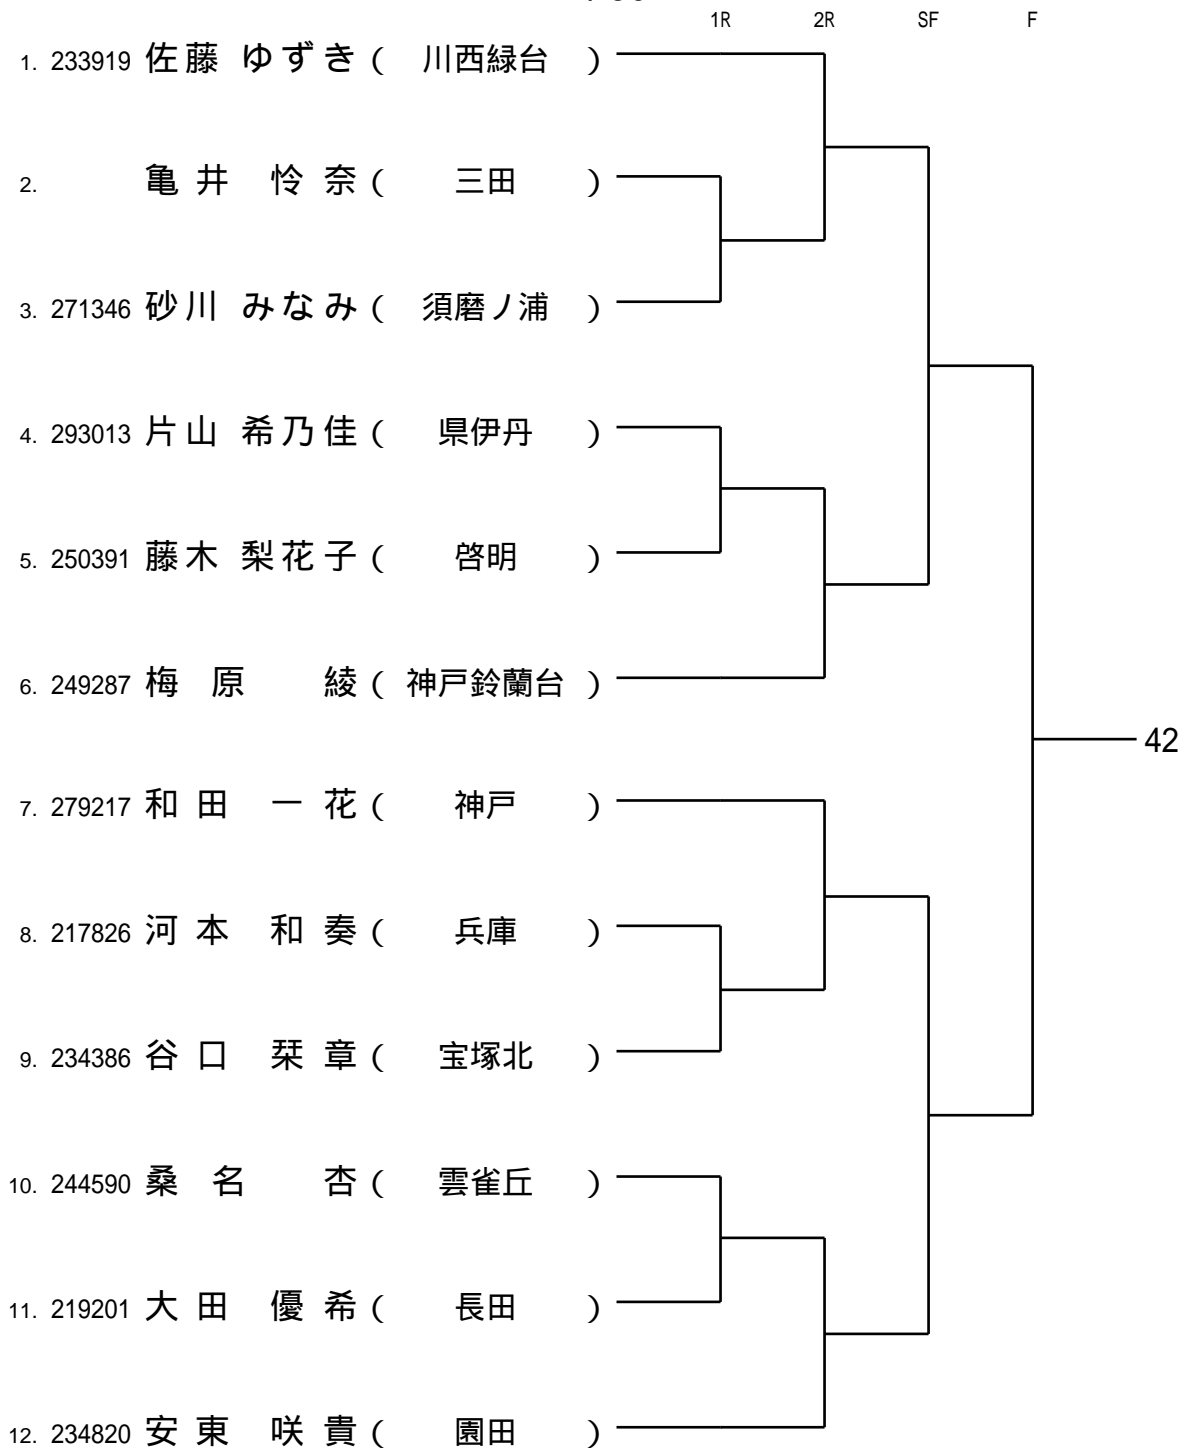 1R 2R SF F
1. 233919 佐藤 ゆずき ( 川西緑台 )
2. 亀井 怜奈 ( 三田 )
3. 271346 砂川 みなみ ( 須磨ノ浦 )
4. 293013 片山 希乃佳 ( 県伊丹 )
5. 250391 藤木 梨花子 ( 啓明 )
6. 249287 梅原 綾 ( 神戸鈴蘭台 )
42
7. 279217 和田 一花 ( 神戸 )
8. 217826 河本 和奏 ( 兵庫 )
9. 234386 谷口 栞章 ( 宝塚北 )
10. 244590 桑名 杏 ( 雲雀丘 )
11. 219201 大田 優希 ( 長田 )
12. 234820 安東 咲貴 ( 園田 )